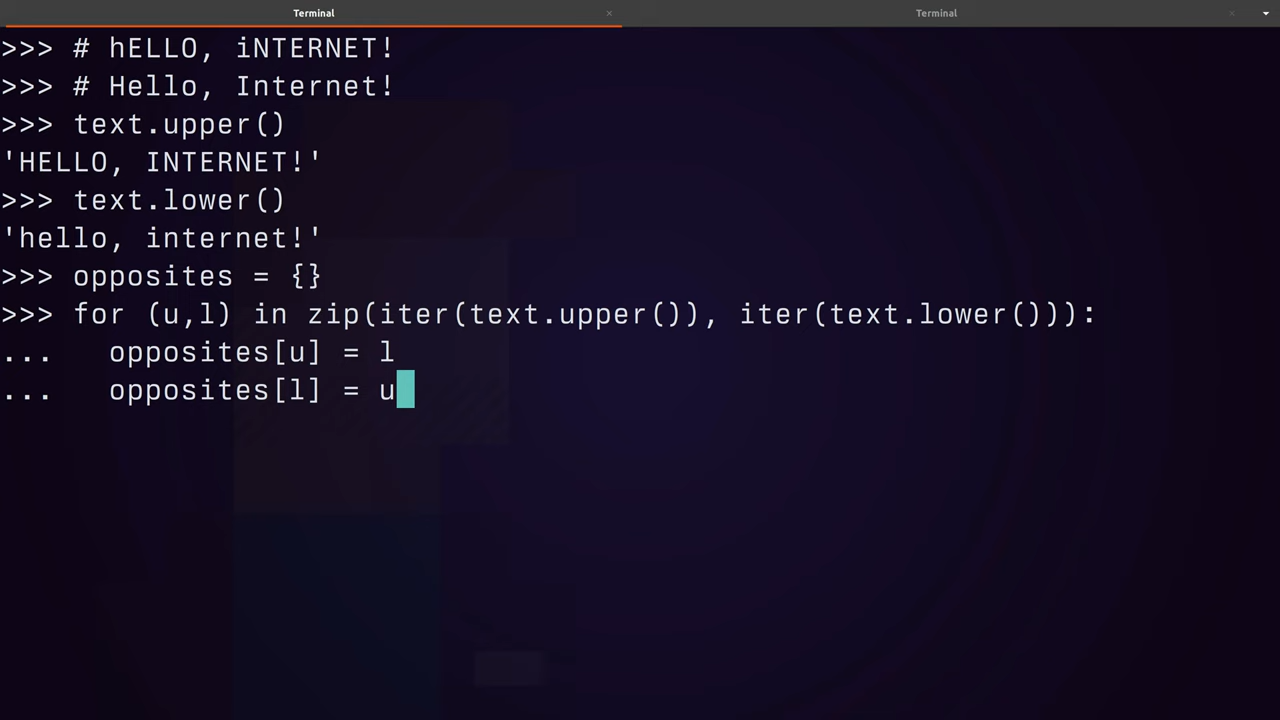 Terminal × Terminal ×
>>> # hELLO, iNTERNET!
>>> # Hello, Internet!
>>> text.upper()
'HELLO, INTERNET!'
>>> text.lower()
'hello, internet!'
>>> opposites = {}
>>> for (u,l) in zip(iter(text.upper()), iter(text.lower())):
...   opposites[u] = l
...   opposites[l] = u